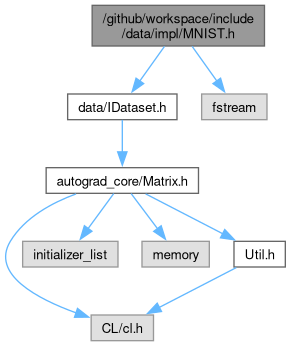 /github/workspace/include
/data/impl/MNIST.h
data/IDataset.h
fstream
autograd_core/Matrix.h
initializer_list
memory
Util.h
CL/cl.h